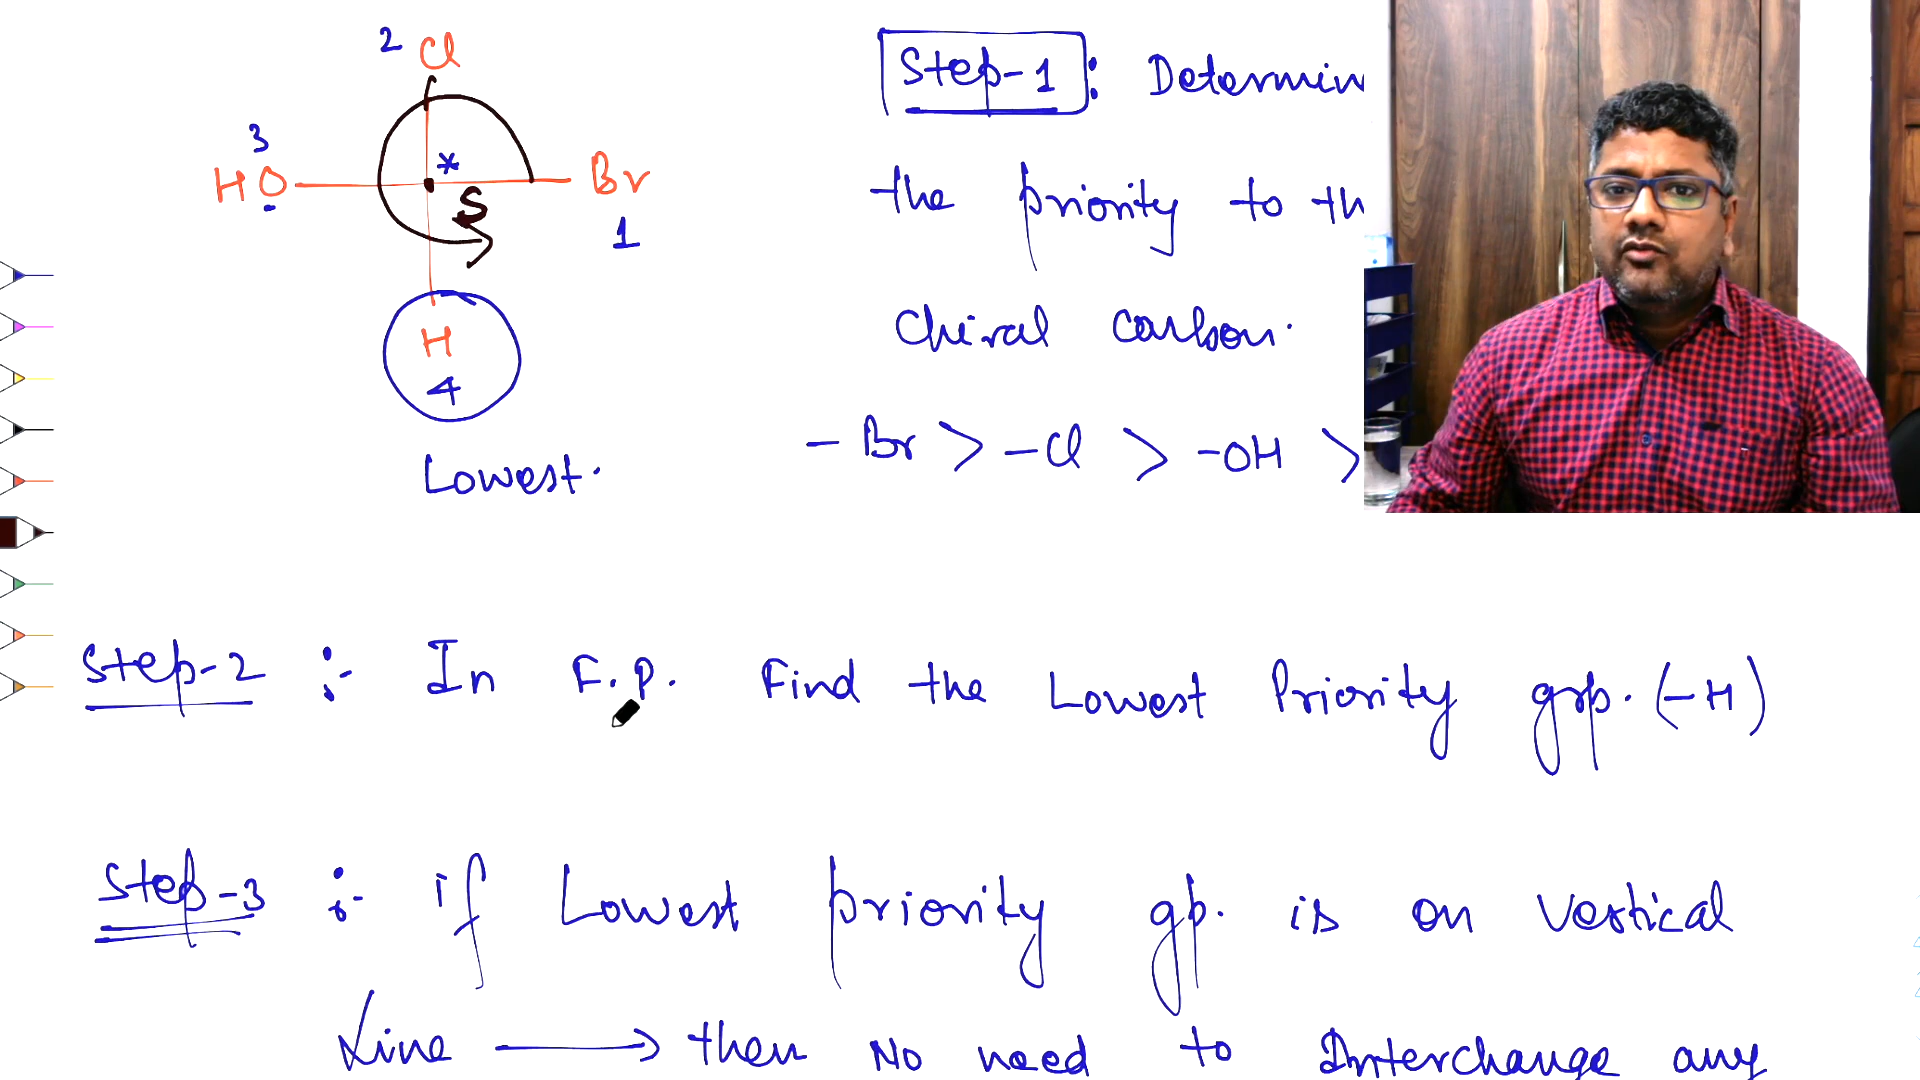 2 Cl
3
HO * Br
S
1
H
4
Lowest.
Step-1 : Determin
the priority to th
Chiral Carbon.
- Br > - Cl > -OH >
Step-2 :- In F.P. Find the Lowest Priority grp. (-H)
Step-3 :- if Lowest priority gp. is on Vertical
Line → then No need to Interchange any